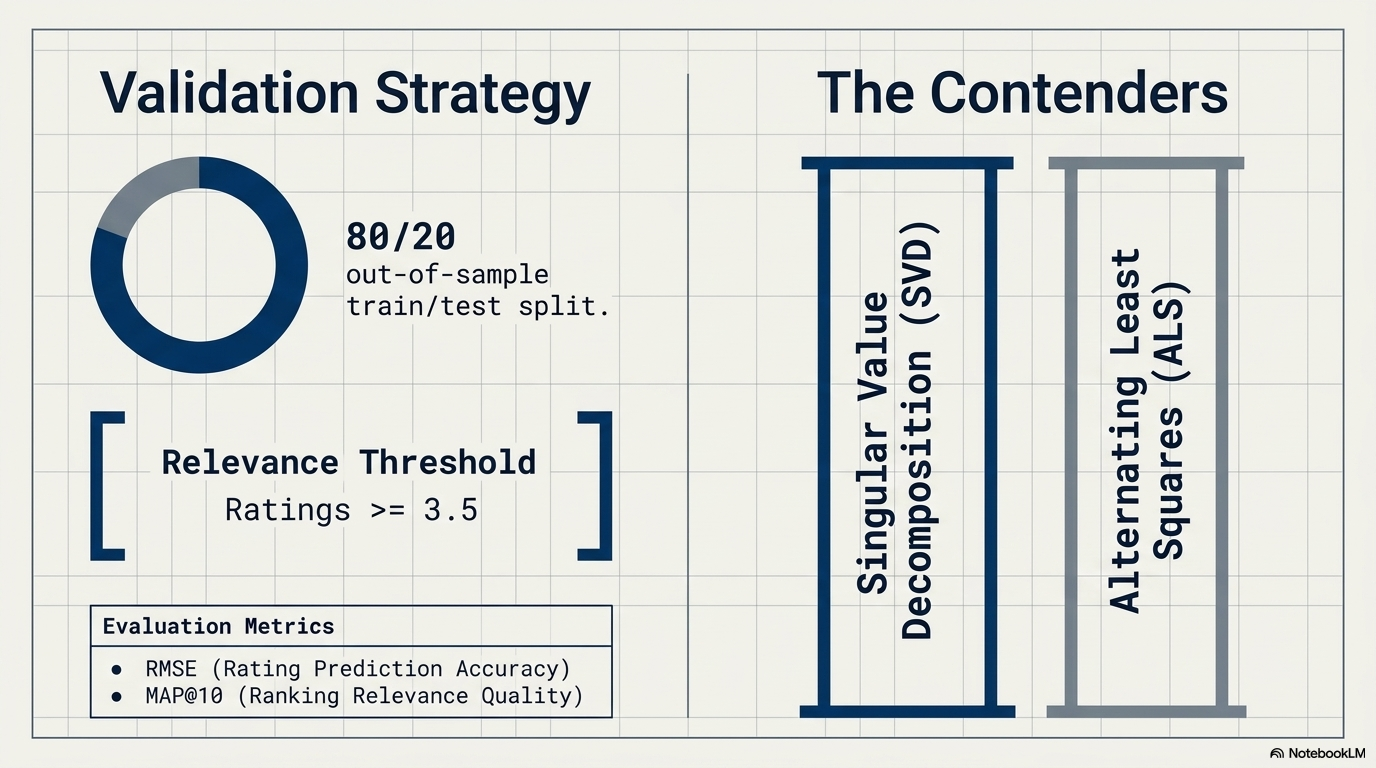 Validation Strategy
80/20
out-of-sample
train/test split.
Relevance Threshold
Ratings >= 3.5
Evaluation Metrics
● RMSE (Rating Prediction Accuracy)
● MAP@10 (Ranking Relevance Quality)
The Contenders
Singular Value
Decomposition (SVD)
Alternating Least
Squares (ALS)
NotebookLM